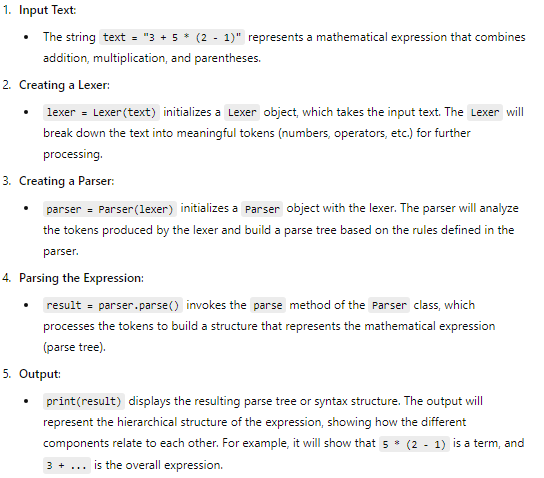 1. Input Text:
• The string text = "3 + 5 * (2 - 1)" represents a mathematical expression that combines
addition, multiplication, and parentheses.
2. Creating a Lexer:
• lexer = Lexer(text) initializes a Lexer object, which takes the input text. The Lexer will
break down the text into meaningful tokens (numbers, operators, etc.) for further
processing.
3. Creating a Parser:
• parser = Parser(lexer) initializes a Parser object with the lexer. The parser will analyze
the tokens produced by the lexer and build a parse tree based on the rules defined in the
parser.
4. Parsing the Expression:
• result = parser.parse() invokes the parse method of the Parser class, which
processes the tokens to build a structure that represents the mathematical expression
(parse tree).
5. Output:
• print(result) displays the resulting parse tree or syntax structure. The output will
represent the hierarchical structure of the expression, showing how the different
components relate to each other. For example, it will show that 5 * (2 - 1) is a term, and
3 + ... is the overall expression.